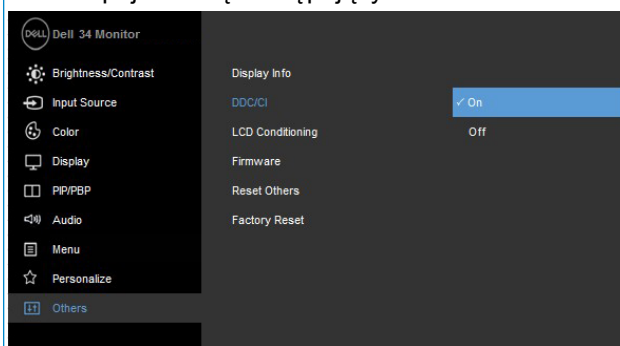 DELL Dell 34 Monitor
Brightness/Contrast
Input Source
Color
Display
PIP/PBP
Audio
Menu
Personalize
Others
Display Info
DDC/CI
LCD Conditioning
Firmware
Reset Others
Factory Reset
✓ On
Off